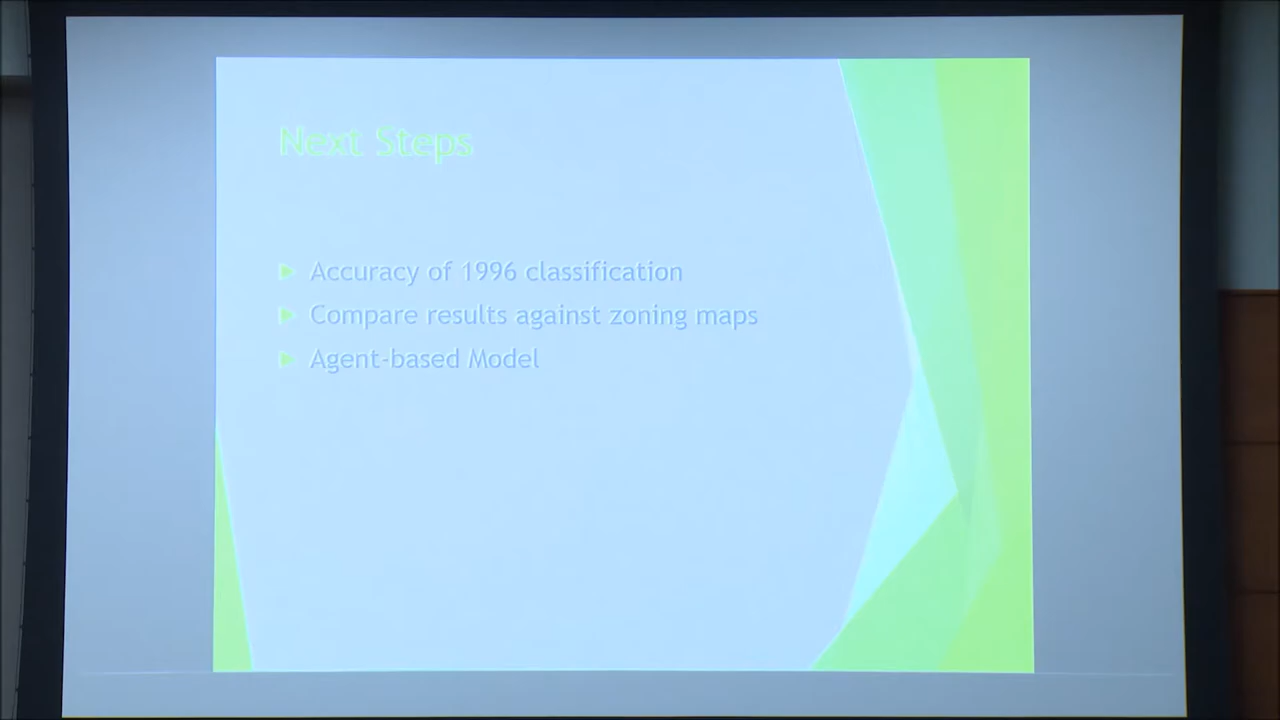 Next Steps
Accuracy of 1996 classification
Compare results against zoning maps
Agent-based Model